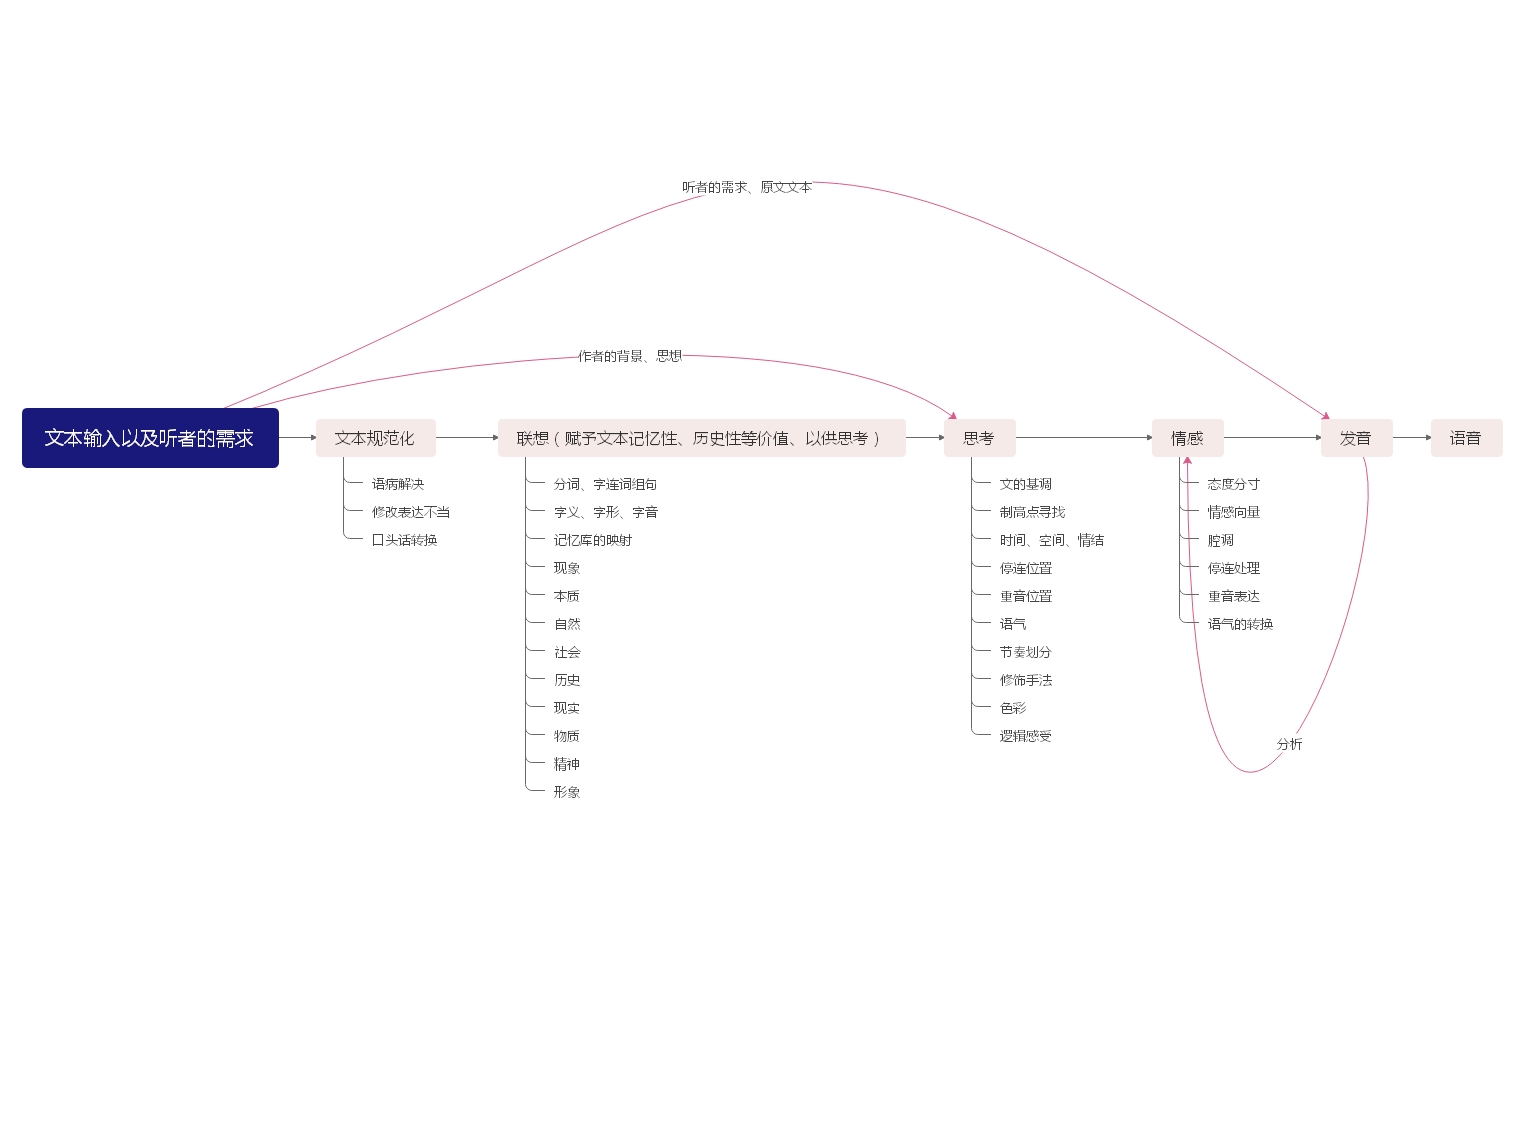 听者的需求、原文文本
作者的背景、思想
文本输入以及听者的需求
文本规范化
语病解决
修改表达不当
口头话转换
联想（赋予文本记忆性、历史性等价值、以供思考）
分词、字连词组句
字义、字形、字音
记忆库的映射
现象
本质
自然
社会
历史
现实
物质
精神
形象
思考
文的基调
制高点寻找
时间、空间、情结
停连位置
重音位置
语气
节奏划分
修饰手法
色彩
逻辑感受
情感
态度分寸
情感向量
腔调
停连处理
重音表达
语气的转换
发音
分析
语音